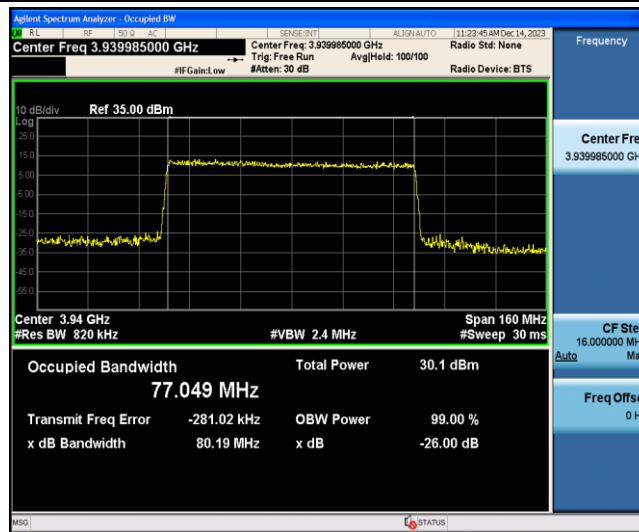 Agilent Spectrum Analyzer - Occupied BW
RL RF 50 Ω AC SENSE:INT ALIGN AUTO 11:23:45 AM Dec 14, 2023
Center Freq 3.939985000 GHz
Center Freq: 3.939985000 GHz
Radio Std: None
Trig: Free Run Avg|Hold: 100/100
#IFGain:Low
#Atten: 30 dB
Radio Device: BTS
Frequency
10 dB/div Ref 35.00 dBm
Log
25.0
15.0
5.00
-5.00
-15.0
-25.0
-35.0
-45.0
-55.0
Center 3.94 GHz
Span 160 MHz
#Res BW 820 kHz
#VBW 2.4 MHz
#Sweep 30 ms
Occupied Bandwidth
Total Power 30.1 dBm
77.049 MHz
Transmit Freq Error -281.02 kHz
OBW Power 99.00 %
x dB Bandwidth 80.19 MHz
x dB -26.00 dB
Center Fre
3.939985000 GH
CF Ste
16.000000 MH
Auto Ma
Freq Offse
0 H
MSG
STATUS